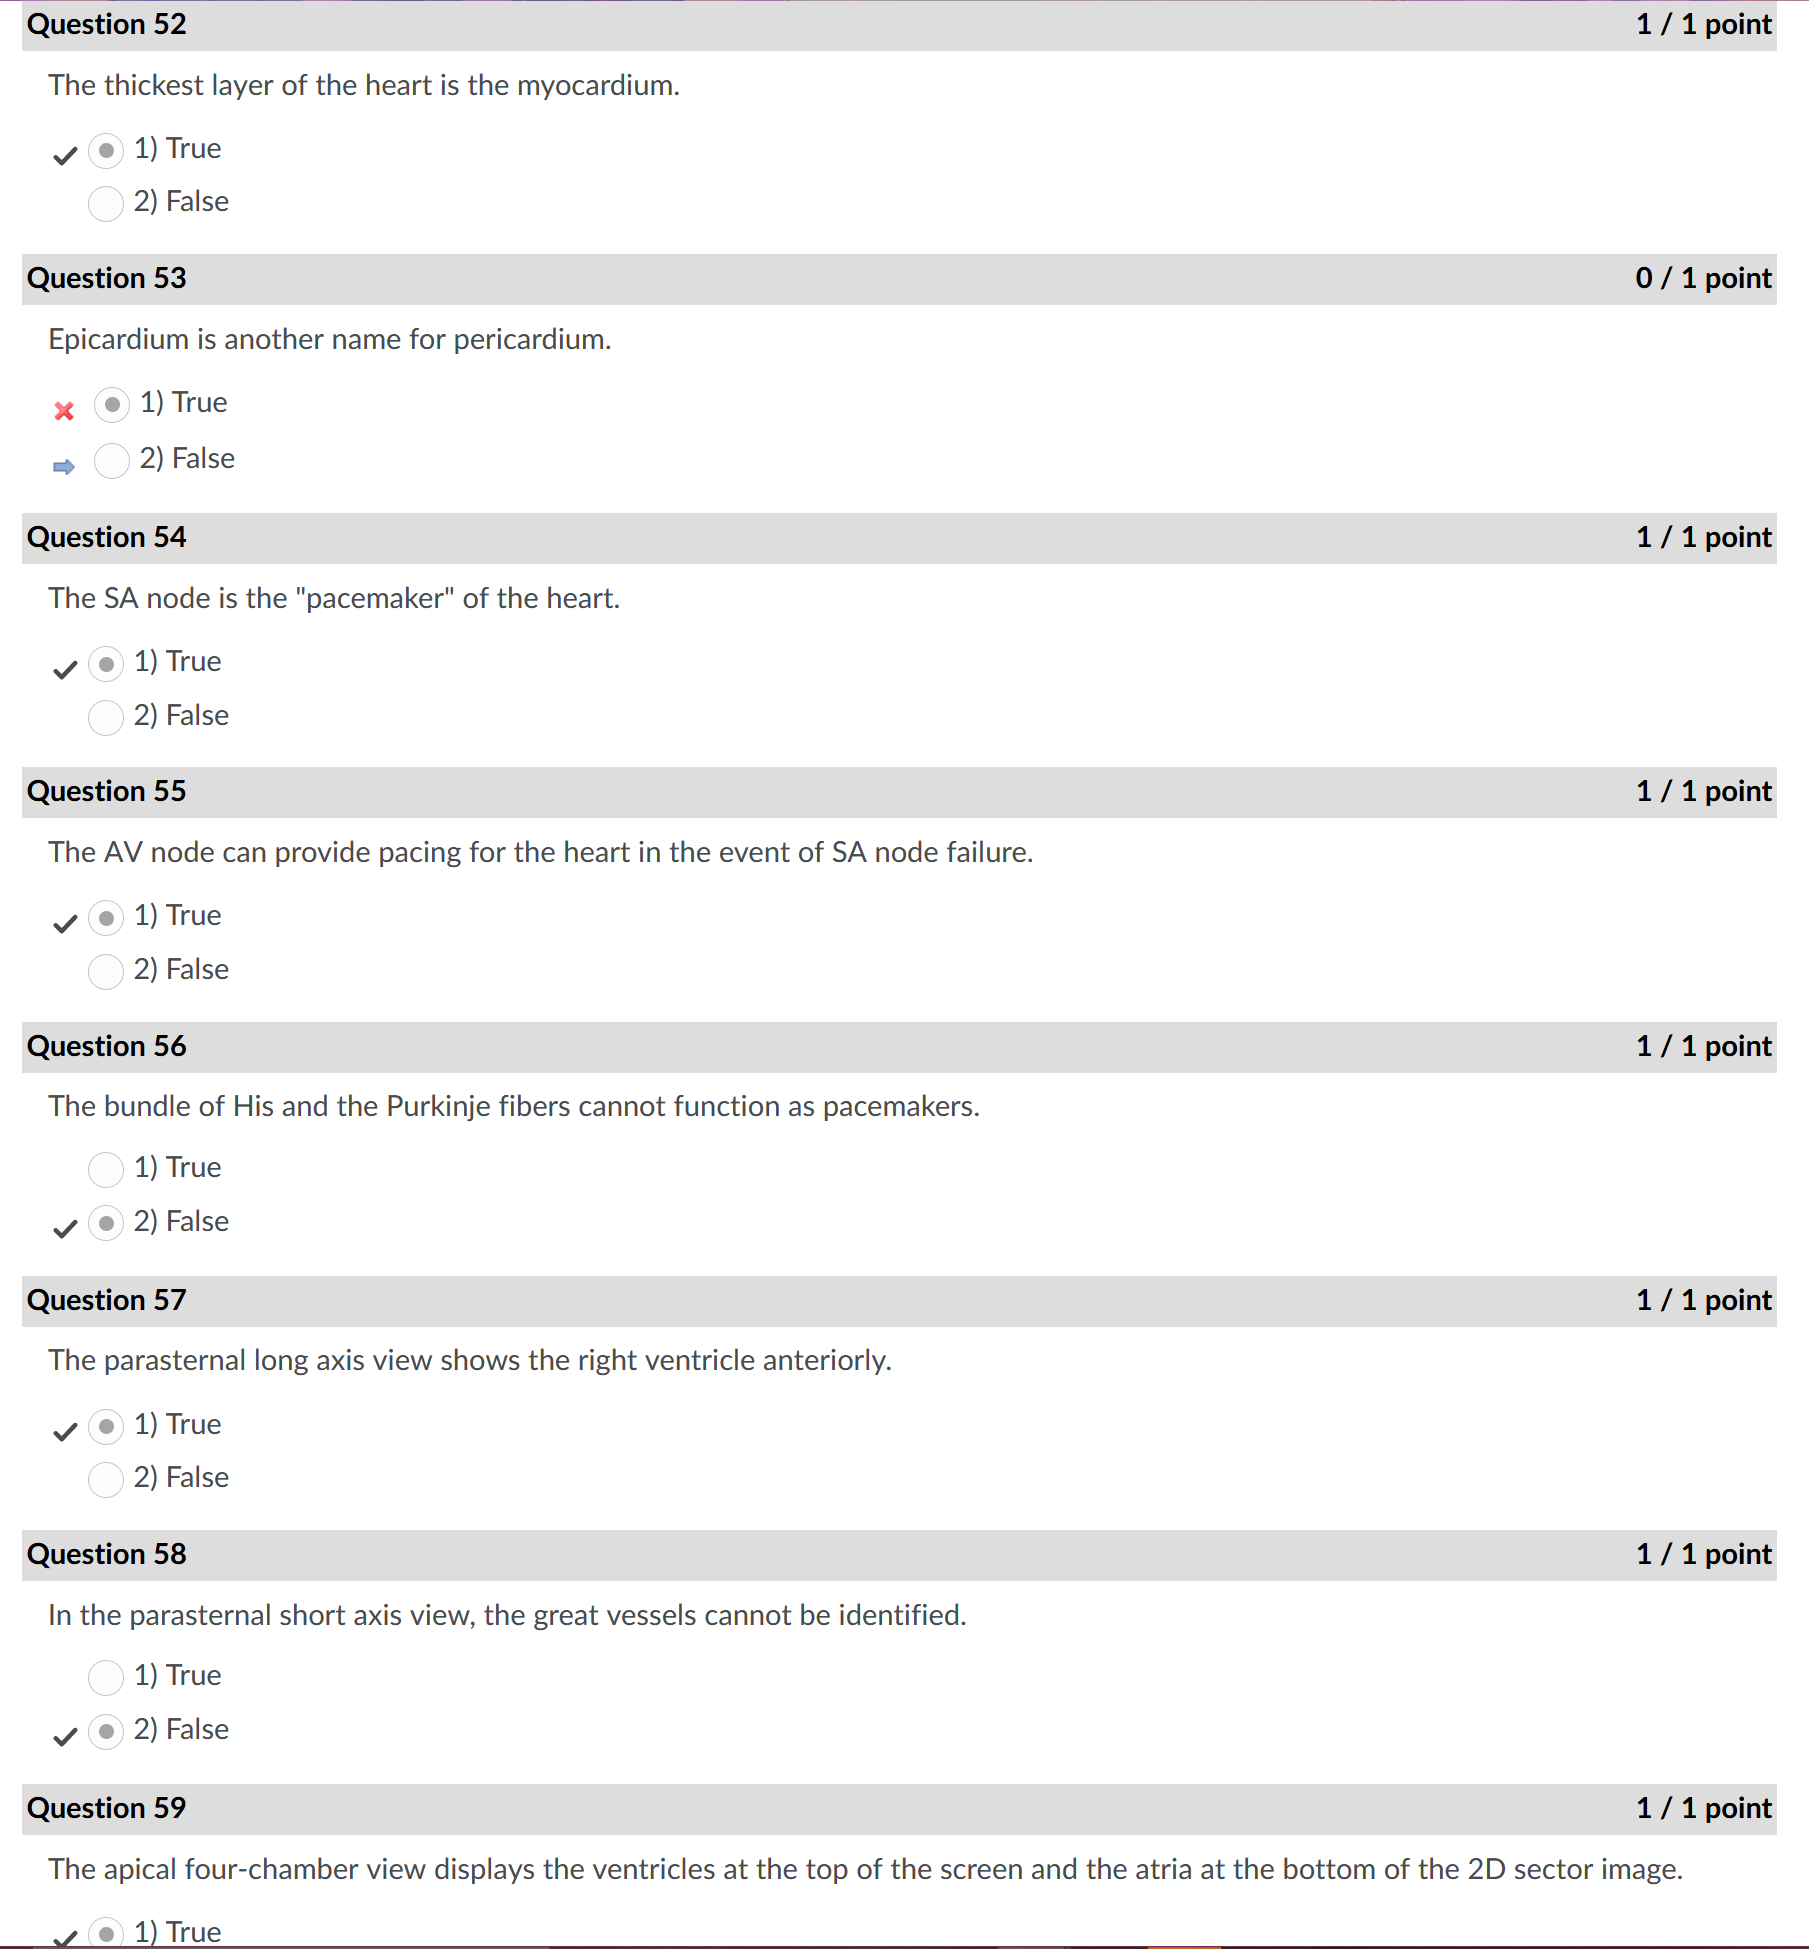 Question 52 1 / 1 point
The thickest layer of the heart is the myocardium.
1) True
2) False
Question 53 0 / 1 point
Epicardium is another name for pericardium.
1) True
2) False
Question 54 1 / 1 point
The SA node is the "pacemaker" of the heart.
1) True
2) False
Question 55 1 / 1 point
The AV node can provide pacing for the heart in the event of SA node failure.
1) True
2) False
Question 56 1 / 1 point
The bundle of His and the Purkinje fibers cannot function as pacemakers.
1) True
2) False
Question 57 1 / 1 point
The parasternal long axis view shows the right ventricle anteriorly.
1) True
2) False
Question 58 1 / 1 point
In the parasternal short axis view, the great vessels cannot be identified.
1) True
2) False
Question 59 1 / 1 point
The apical four-chamber view displays the ventricles at the top of the screen and the atria at the bottom of the 2D sector image.
1) True